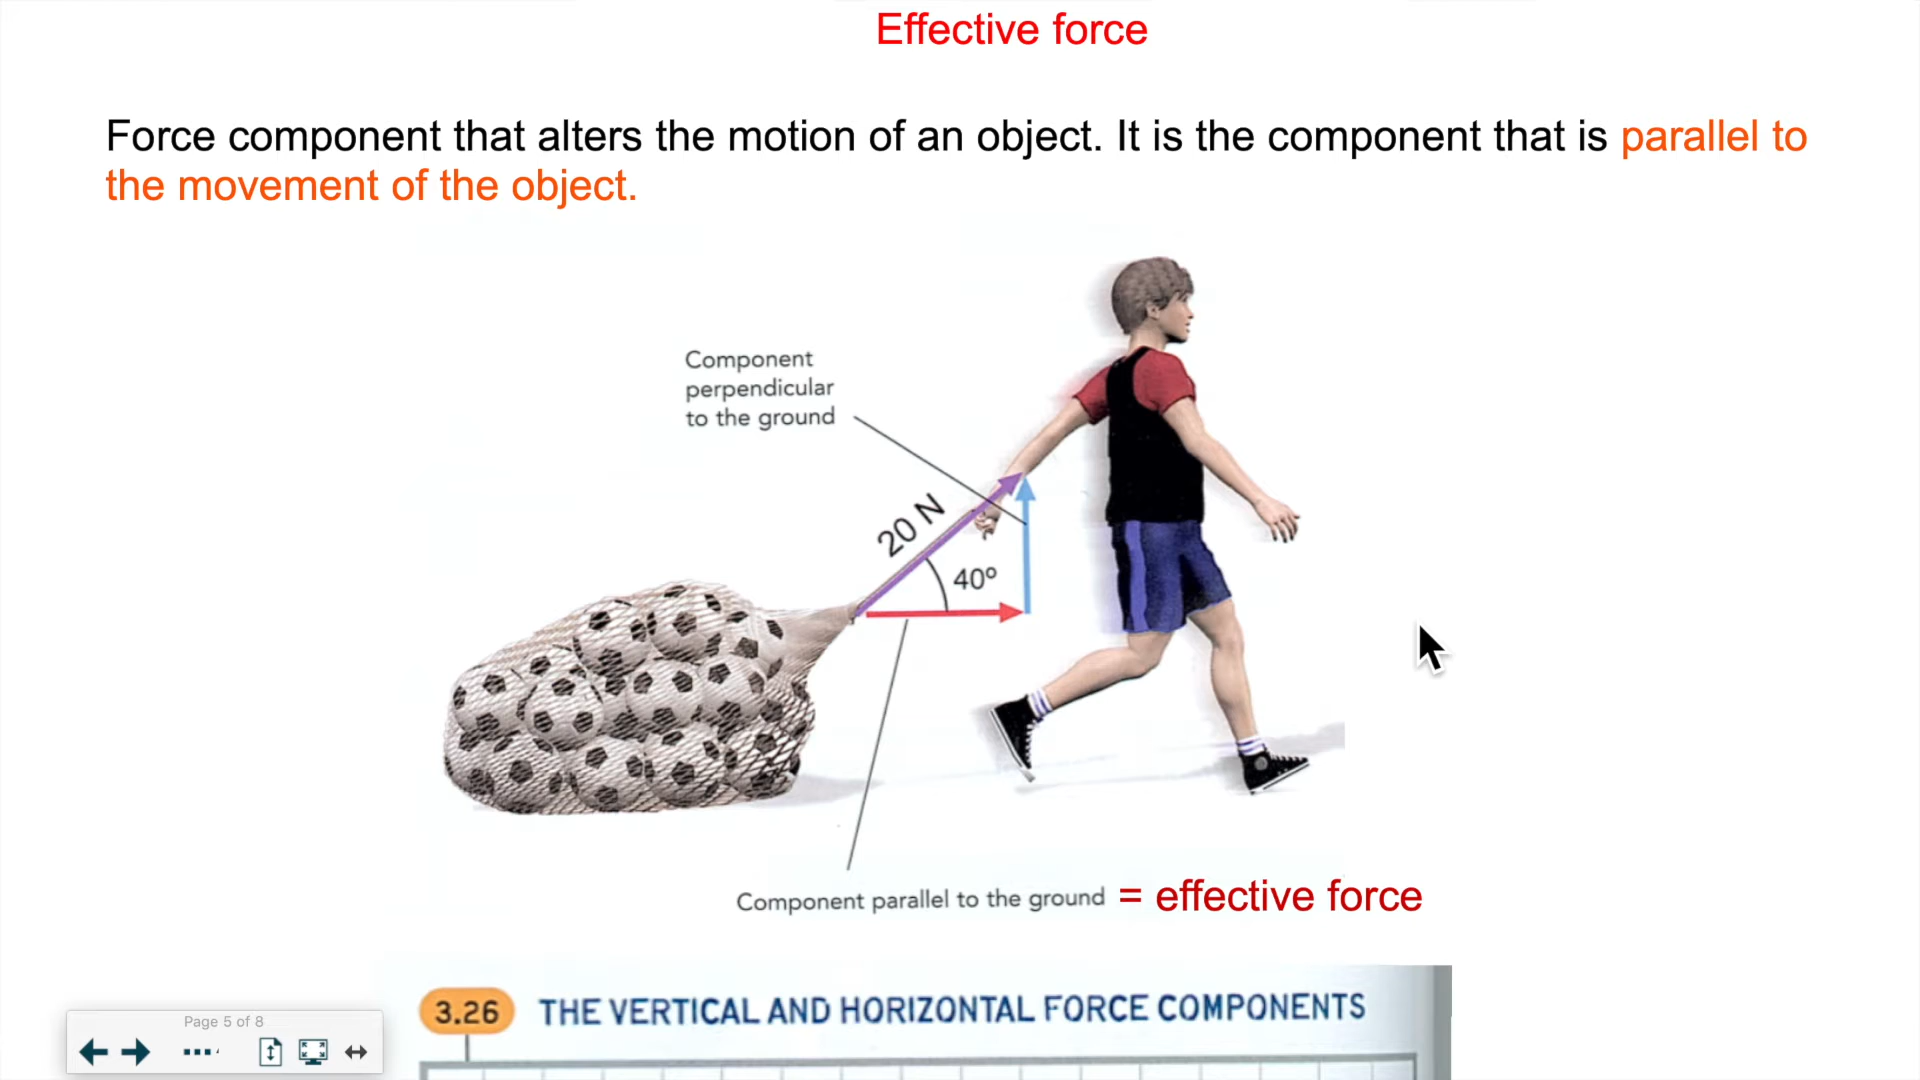 Effective force
Force component that alters the motion of an object. It is the component that is parallel to
the movement of the object.
Component
perpendicular
to the ground
20 N
40º
Component parallel to the ground = effective force
3.26 THE VERTICAL AND HORIZONTAL FORCE COMPONENTS
Page 5 of 8